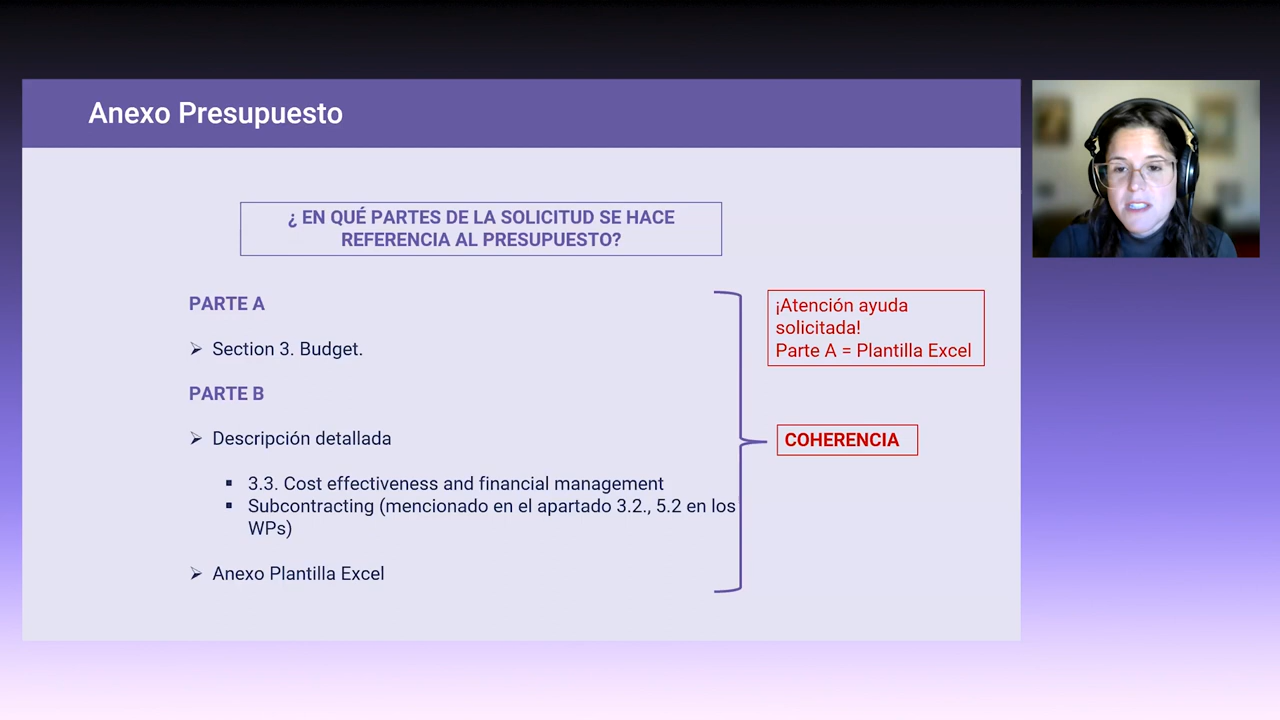 Anexo Presupuesto
¿ EN QUÉ PARTES DE LA SOLICITUD SE HACE
REFERENCIA AL PRESUPUESTO?
PARTE A
Section 3. Budget.
PARTE B
Descripción detallada
3.3. Cost effectiveness and financial management
Subcontracting (mencionado en el apartado 3.2., 5.2 en los
WPs)
Anexo Plantilla Excel
¡Atención ayuda
solicitada!
Parte A = Plantilla Excel
COHERENCIA